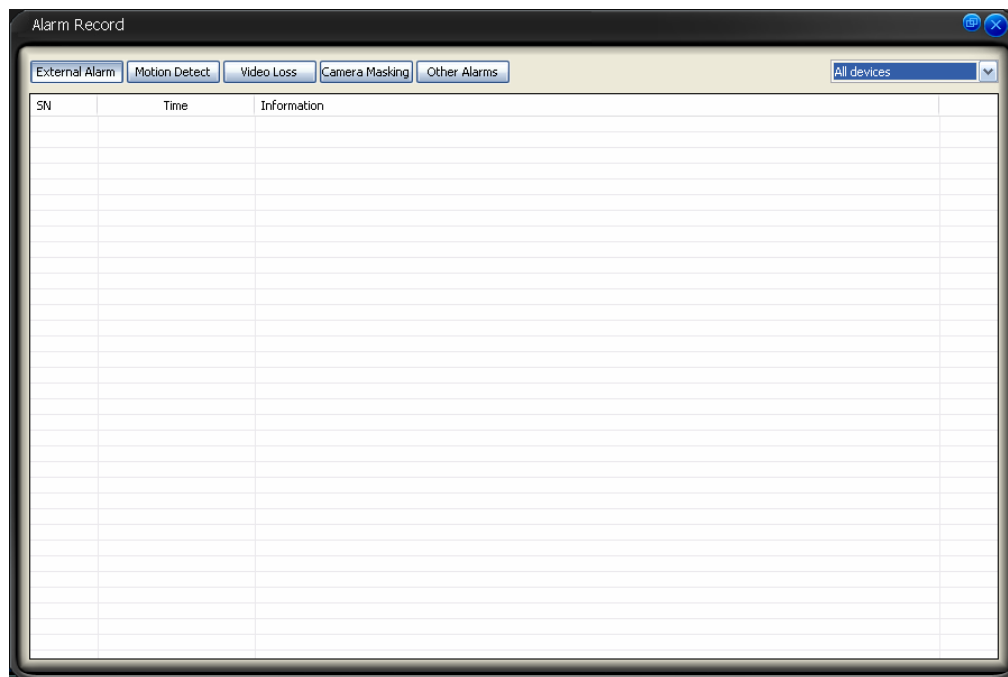 Alarm Record
External Alarm Motion Detect Video Loss Camera Masking Other Alarms All devices
SN Time Information